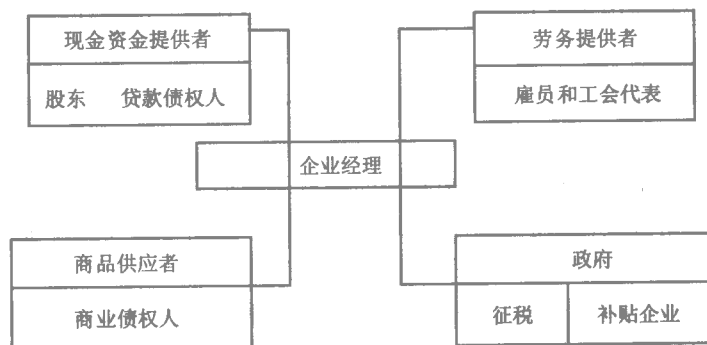 现金资金提供者
股东 贷款债权人
劳务提供者
雇员和工会代表
企业经理
商品供应者
商业债权人
政府
征税 补贴企业